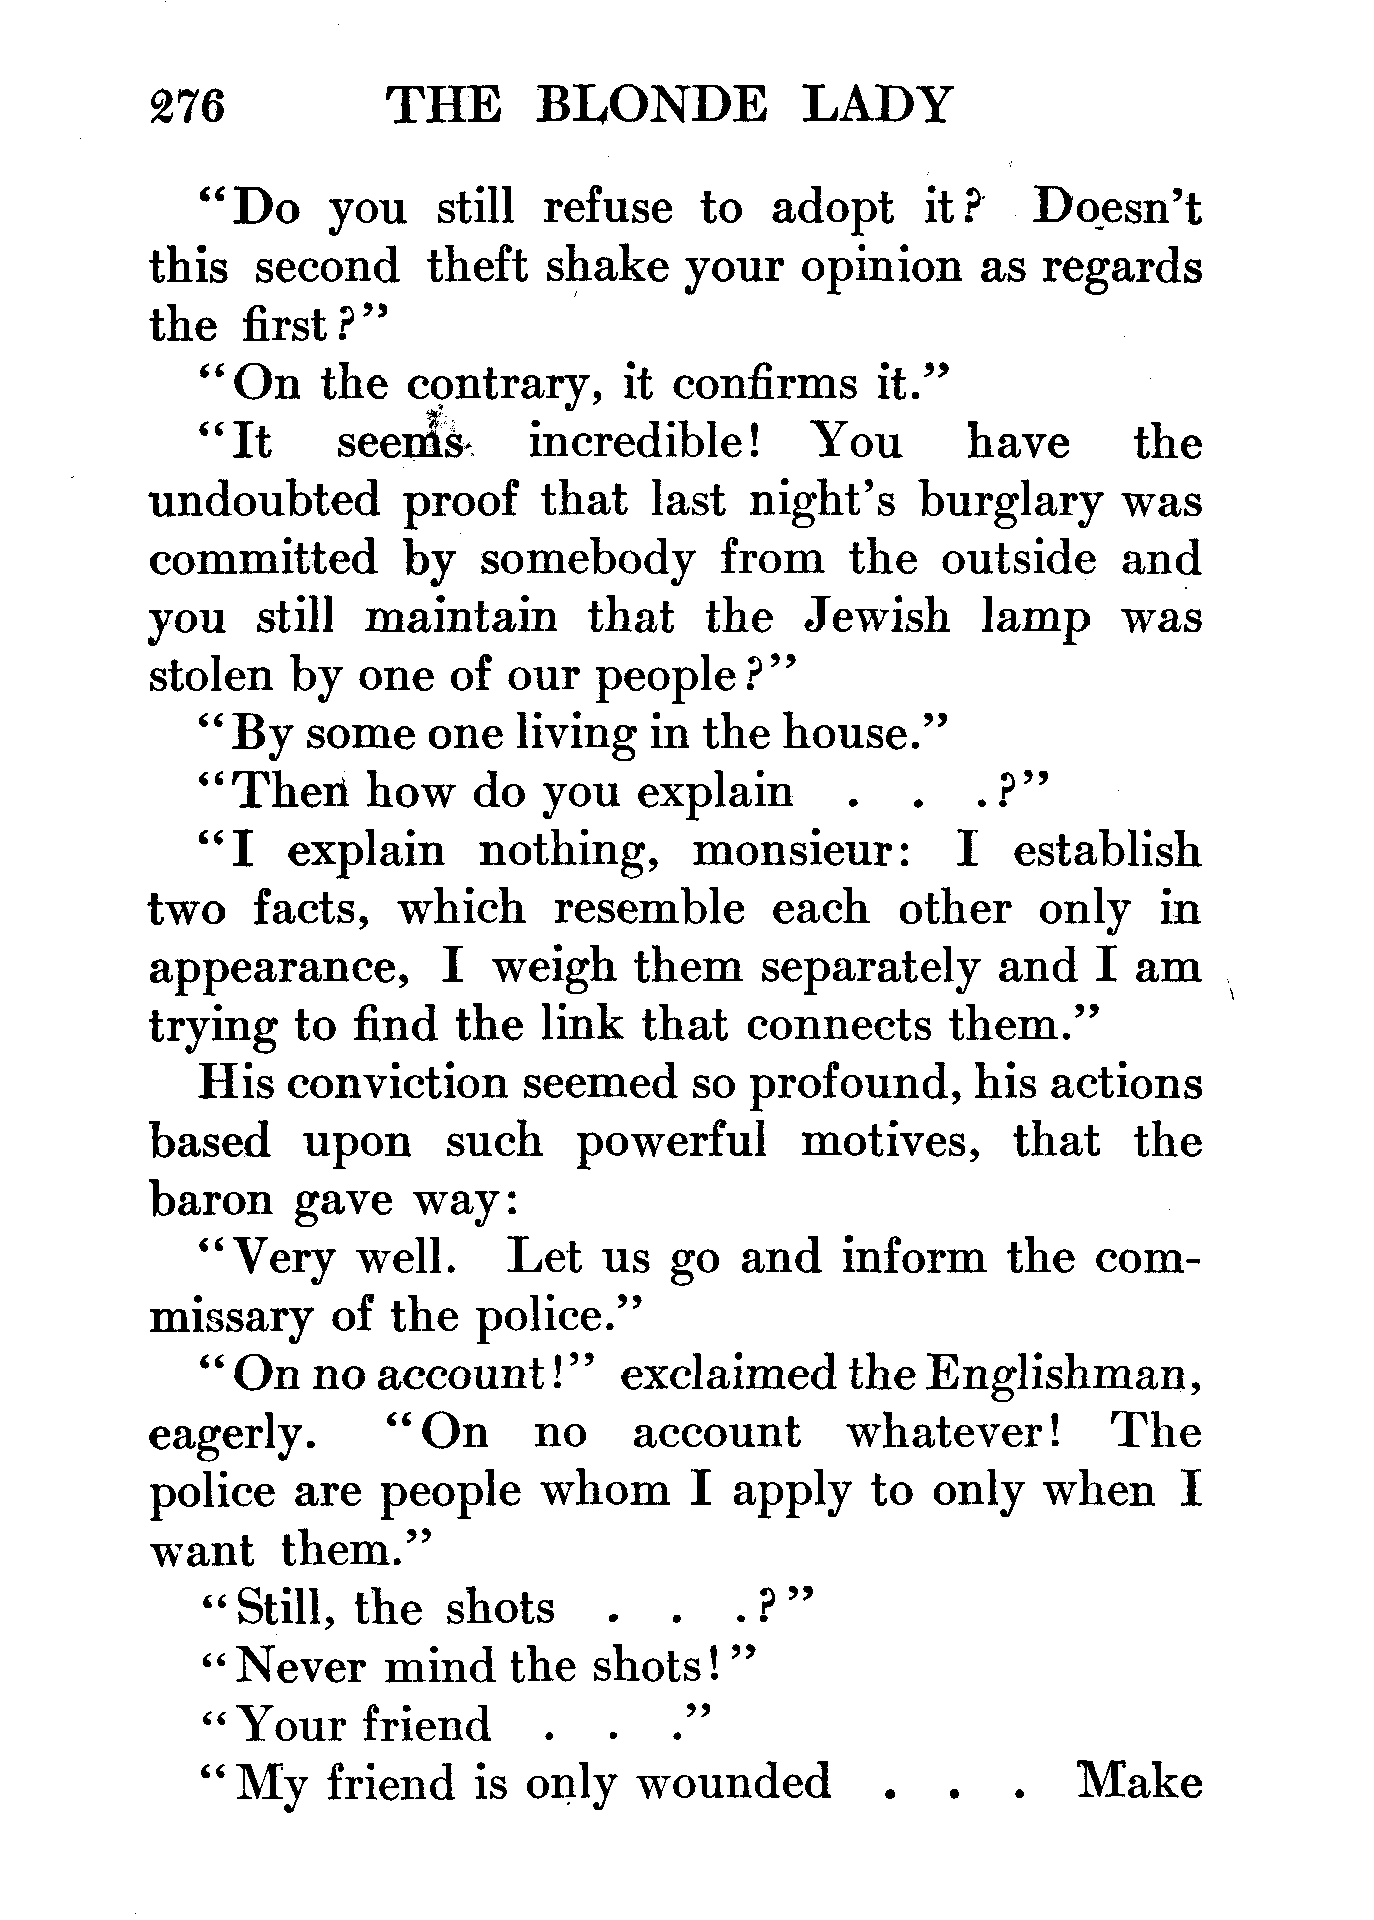 276 THE BLONDE LADY
"Do you still refuse to adopt it? Doesn't
this second theft shake your opinion as regards
the first?"
"On the contrary, it confirms it."
"It seems incredible! You have the
undoubted proof that last night's burglary was
committed by somebody from the outside and
you still maintain that the Jewish lamp was
stolen by one of our people?"
"By some one living in the house."
"Then how do you explain . . .?"
"I explain nothing, monsieur: I establish
two facts, which resemble each other only in
appearance, I weigh them separately and I am
trying to find the link that connects them."
His conviction seemed so profound, his actions
based upon such powerful motives, that the
baron gave way:
"Very well. Let us go and inform the com-
missary of the police."
"On no account!" exclaimed the Englishman,
eagerly. "On no account whatever! The
police are people whom I apply to only when I
want them."
"Still, the shots . . .?"
"Never mind the shots!"
"Your friend . . ."
"My friend is only wounded . . . Make